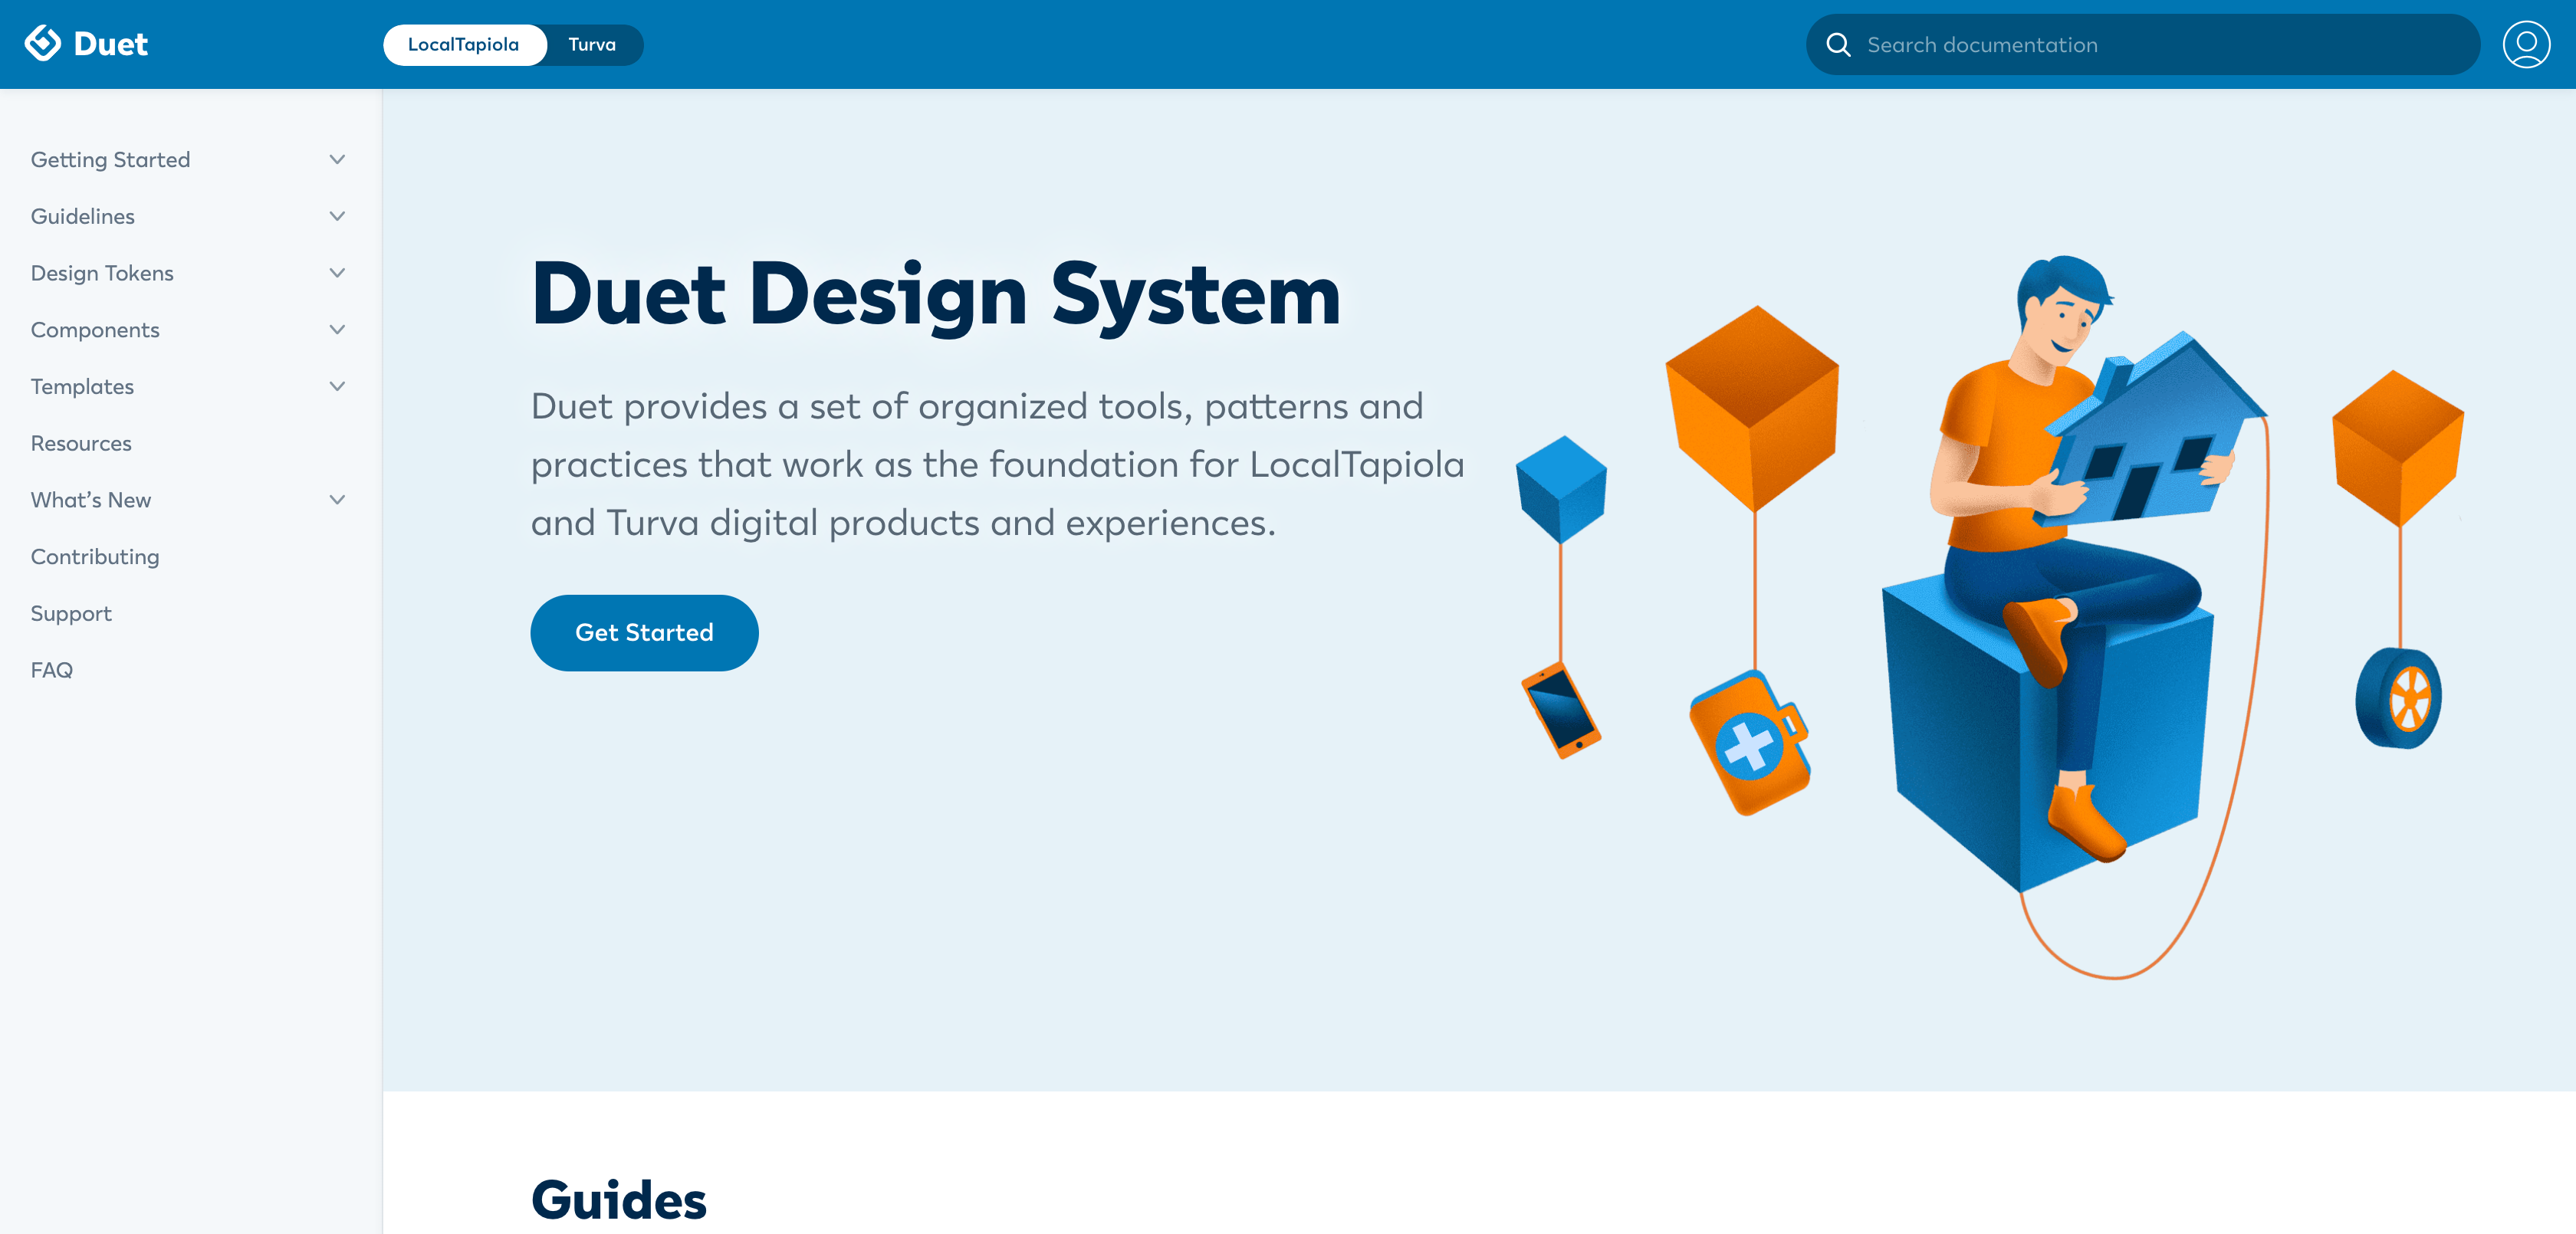 Duet
LocalTapiola
Turva
Search documentation
Getting Started
Guidelines
Design Tokens
Components
Templates
Resources
What’s New
Contributing
Support
FAQ
Duet Design System
Duet provides a set of organized tools, patterns and
practices that work as the foundation for LocalTapiola
and Turva digital products and experiences.
Get Started
Guides